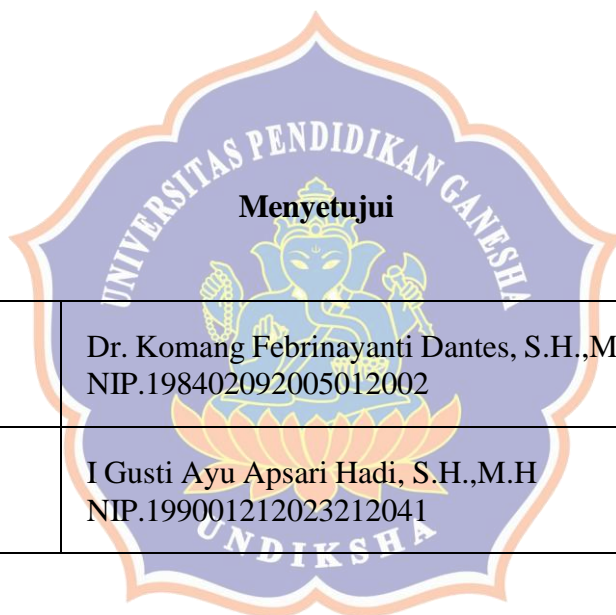 UNIVERSITAS PENDIDIKAN GANESHA
Menyetujui
Dr. Komang Febrinayanti Dantes, S.H.,M
NIP.198402092005012002
I Gusti Ayu Apsari Hadi, S.H.,M.H
NIP.199001212023212041
UNDIKSHA